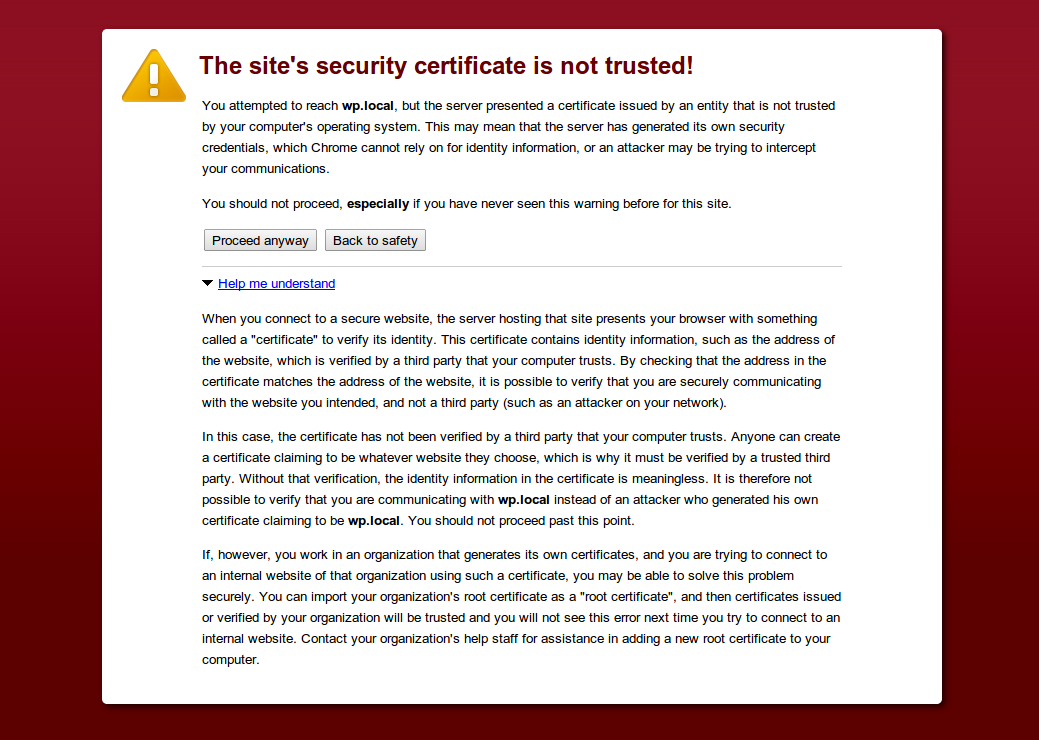 The site's security certificate is not trusted!
You attempted to reach wp.local, but the server presented a certificate issued by an entity that is not trusted
by your computer's operating system. This may mean that the server has generated its own security
credentials, which Chrome cannot rely on for identity information, or an attacker may be trying to intercept
your communications.
You should not proceed, especially if you have never seen this warning before for this site.
Proceed anyway Back to safety
Help me understand
When you connect to a secure website, the server hosting that site presents your browser with something
called a "certificate" to verify its identity. This certificate contains identity information, such as the address of
the website, which is verified by a third party that your computer trusts. By checking that the address in the
certificate matches the address of the website, it is possible to verify that you are securely communicating
with the website you intended, and not a third party (such as an attacker on your network).
In this case, the certificate has not been verified by a third party that your computer trusts. Anyone can create
a certificate claiming to be whatever website they choose, which is why it must be verified by a trusted third
party. Without that verification, the identity information in the certificate is meaningless. It is therefore not
possible to verify that you are communicating with wp.local instead of an attacker who generated his own
certificate claiming to be wp.local. You should not proceed past this point.
If, however, you work in an organization that generates its own certificates, and you are trying to connect to
an internal website of that organization using such a certificate, you may be able to solve this problem
securely. You can import your organization's root certificate as a "root certificate", and then certificates issued
or verified by your organization will be trusted and you will not see this error next time you try to connect to an
internal website. Contact your organization's help staff for assistance in adding a new root certificate to your
computer.